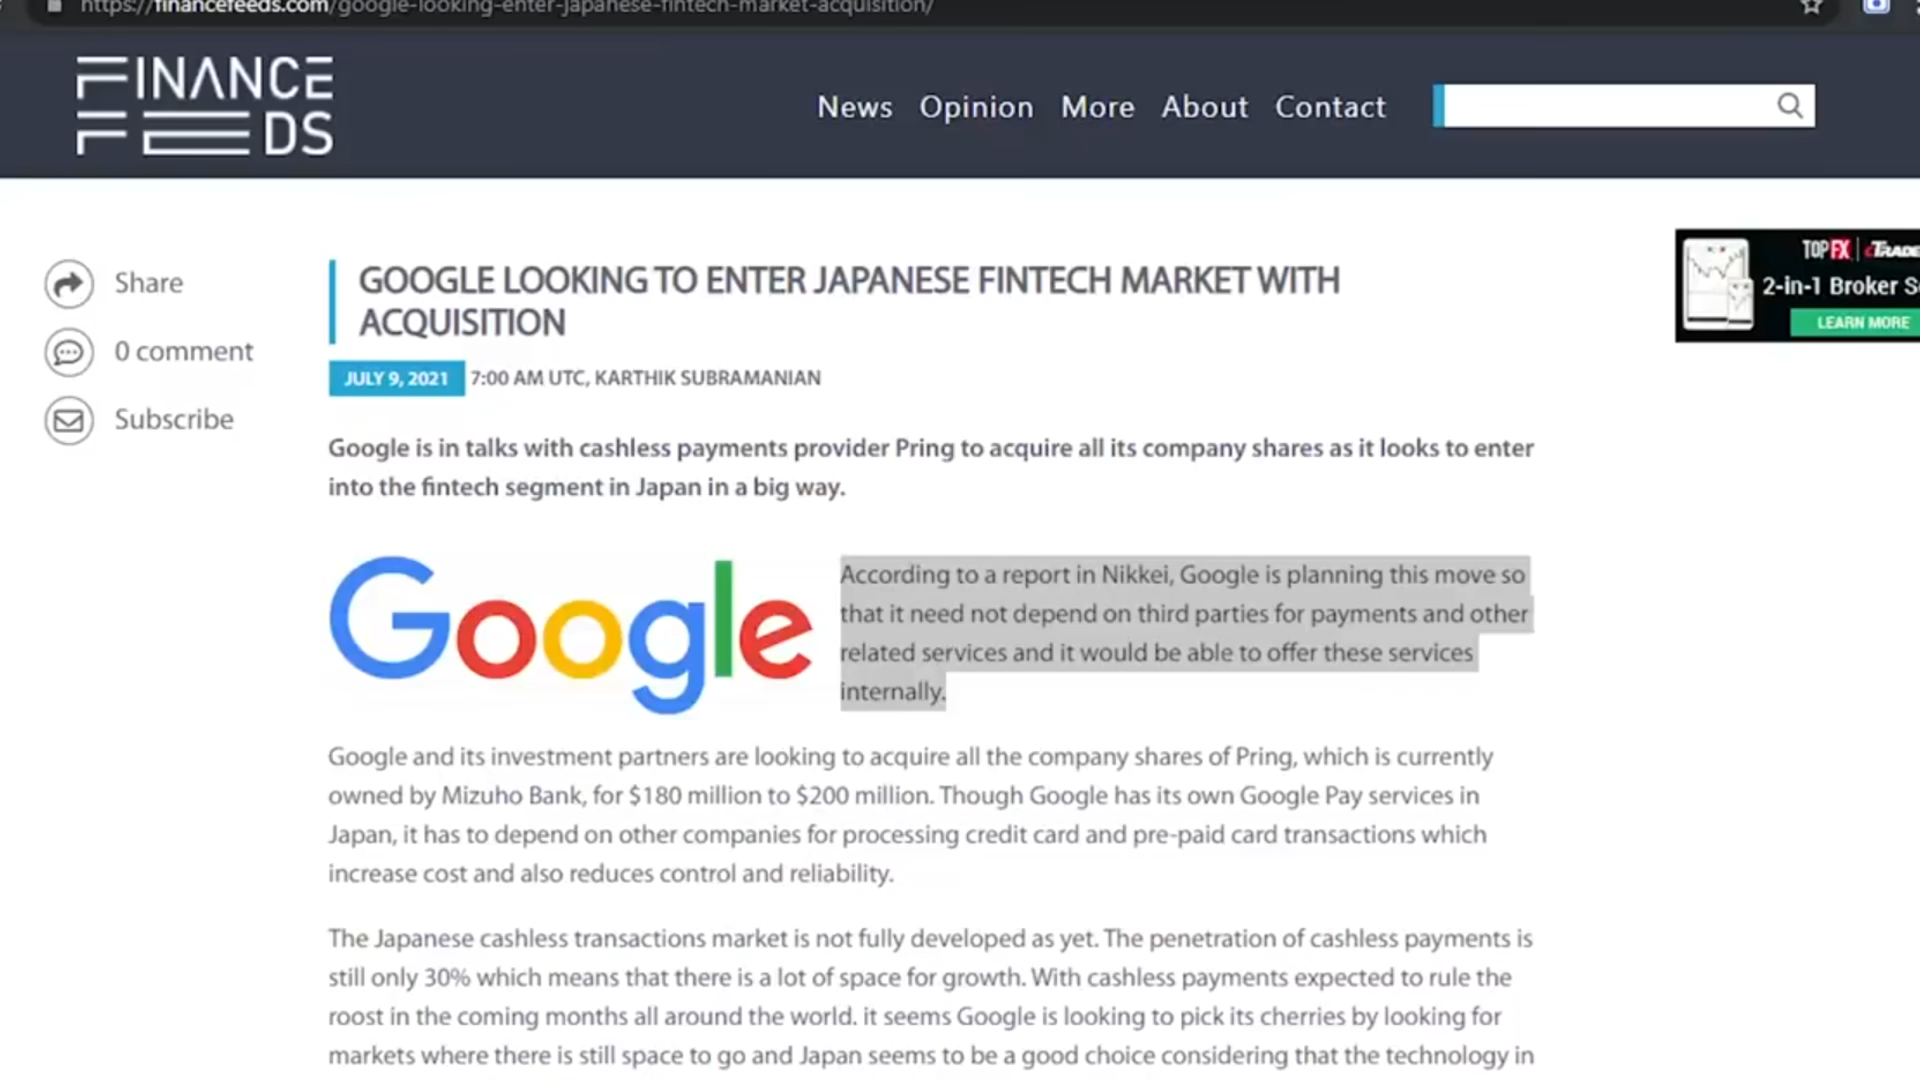 https://financefeeds.com/google-looking-enter-japanese-fintech-market-acquisition/
FINANCE
FEEDS
News Opinion More About Contact
Share
0 comment
Subscribe
GOOGLE LOOKING TO ENTER JAPANESE FINTECH MARKET WITH
ACQUISITION
JULY 9, 2021 7:00 AM UTC, KARTHIK SUBRAMANIAN
TOPFX | cTRADE
2-in-1 Broker S
LEARN MORE
Google is in talks with cashless payments provider Pring to acquire all its company shares as it looks to enter
into the fintech segment in Japan in a big way.
Google
According to a report in Nikkei, Google is planning this move so
that it need not depend on third parties for payments and other
related services and it would be able to offer these services
internally.
Google and its investment partners are looking to acquire all the company shares of Pring, which is currently
owned by Mizuho Bank, for $180 million to $200 million. Though Google has its own Google Pay services in
Japan, it has to depend on other companies for processing credit card and pre-paid card transactions which
increase cost and also reduces control and reliability.
The Japanese cashless transactions market is not fully developed as yet. The penetration of cashless payments is
still only 30% which means that there is a lot of space for growth. With cashless payments expected to rule the
roost in the coming months all around the world. it seems Google is looking to pick its cherries by looking for
markets where there is still space to go and Japan seems to be a good choice considering that the technology in